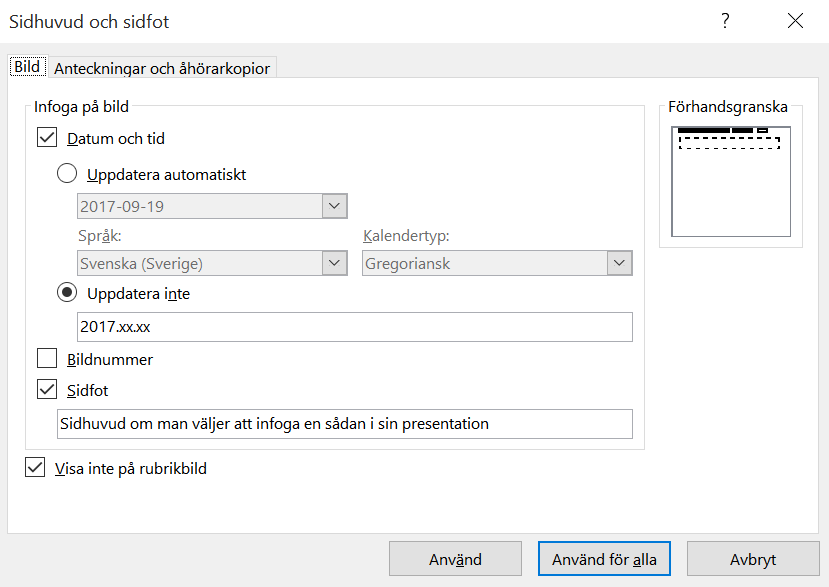 Sidhuvud och sidfot ?
Bild Anteckningar och åhörarkopior
Infoga på bild
Förhandsgranska
Datum och tid
Uppdatera automatiskt
2017-09-19
Språk: Kalendertyp:
Svenska (Sverige) Gregoriansk
Uppdatera inte
2017.xx.xx
Bildnummer
Sidfot
Sidhuvud om man väljer att infoga en sådan i sin presentation
Visa inte på rubrikbild
Använd Använd för alla Avbryt